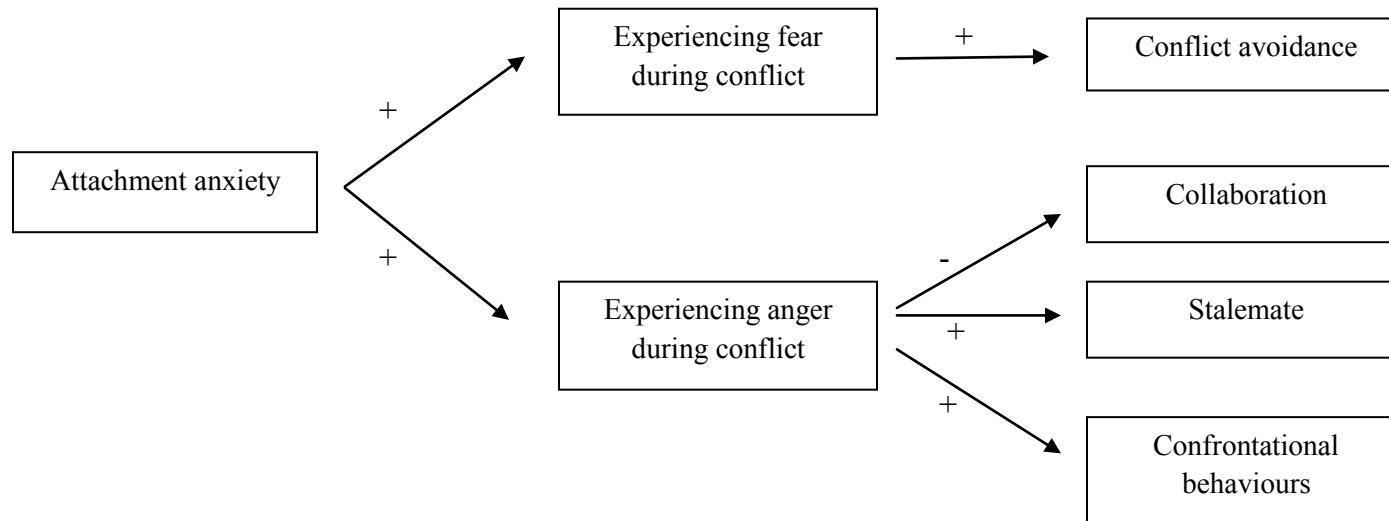 Experiencing fear
during conflict
+
Conflict avoidance
+
Attachment anxiety
Collaboration
+
-
Experiencing anger
during conflict
Stalemate
+
+
Confrontational
behaviours